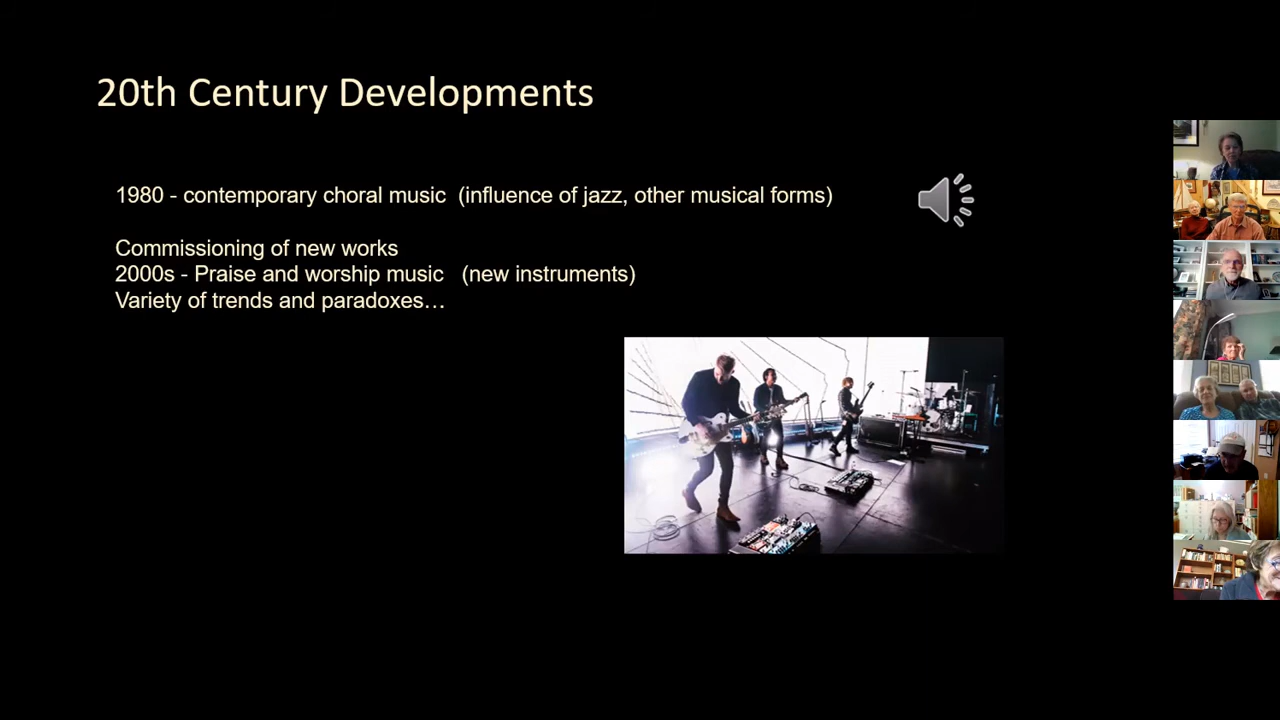 20th Century Developments
1980 - contemporary choral music (influence of jazz, other musical forms)
Commissioning of new works
2000s - Praise and worship music (new instruments)
Variety of trends and paradoxes…